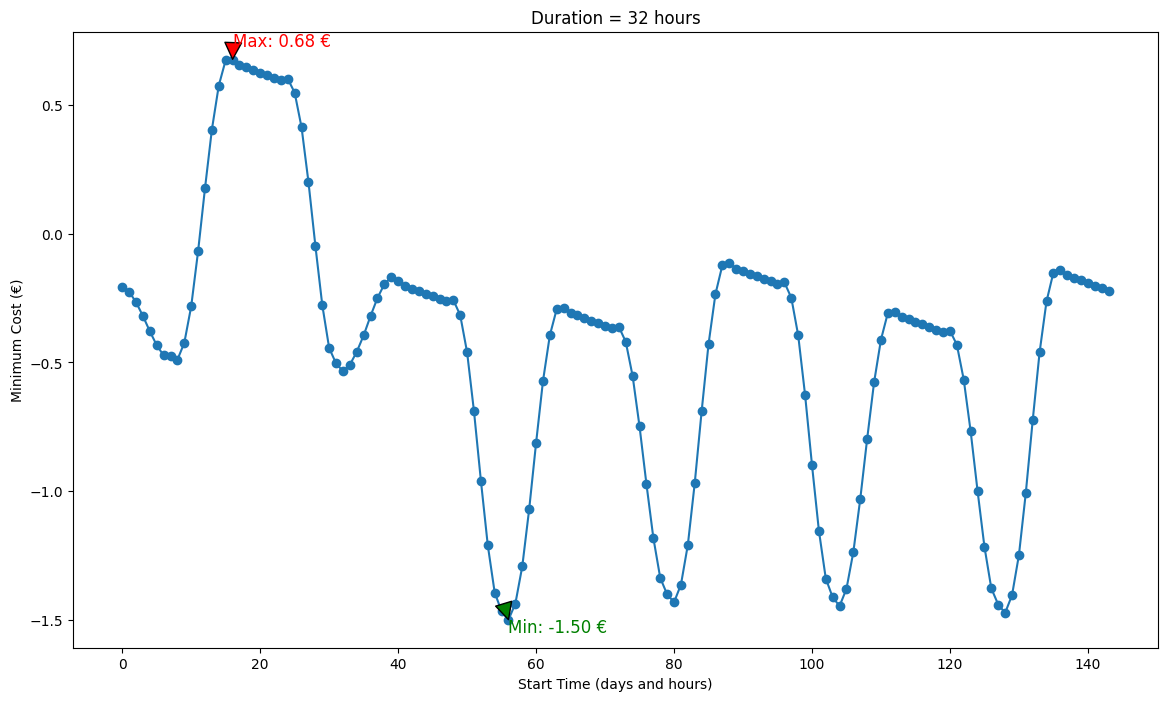 Duration = 32 hours
Max: 0.68 €
0.5
0.0
−0.5
−1.0
−1.5
Minimum Cost (€)
Min: -1.50 €
0 20 40 60 80 100 120 140
Start Time (days and hours)